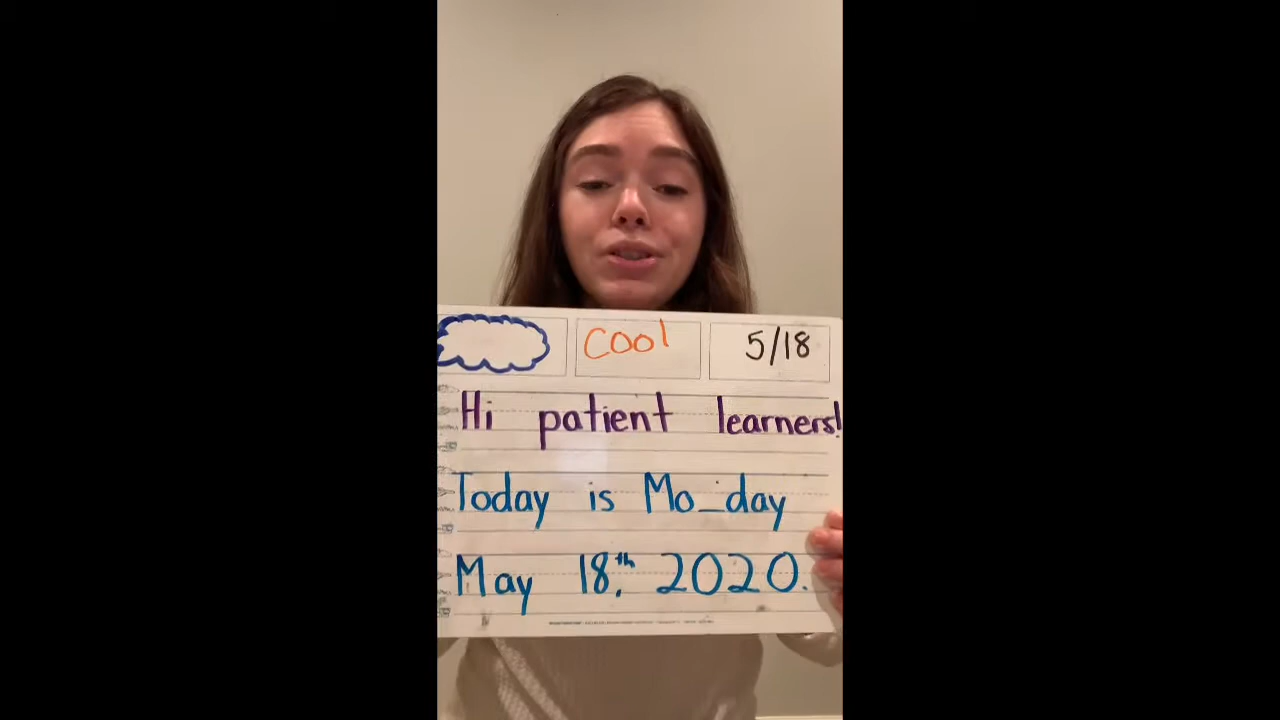 cool 5/18
Hi patient learners!
Today is Mo_day
May 18th, 2020.